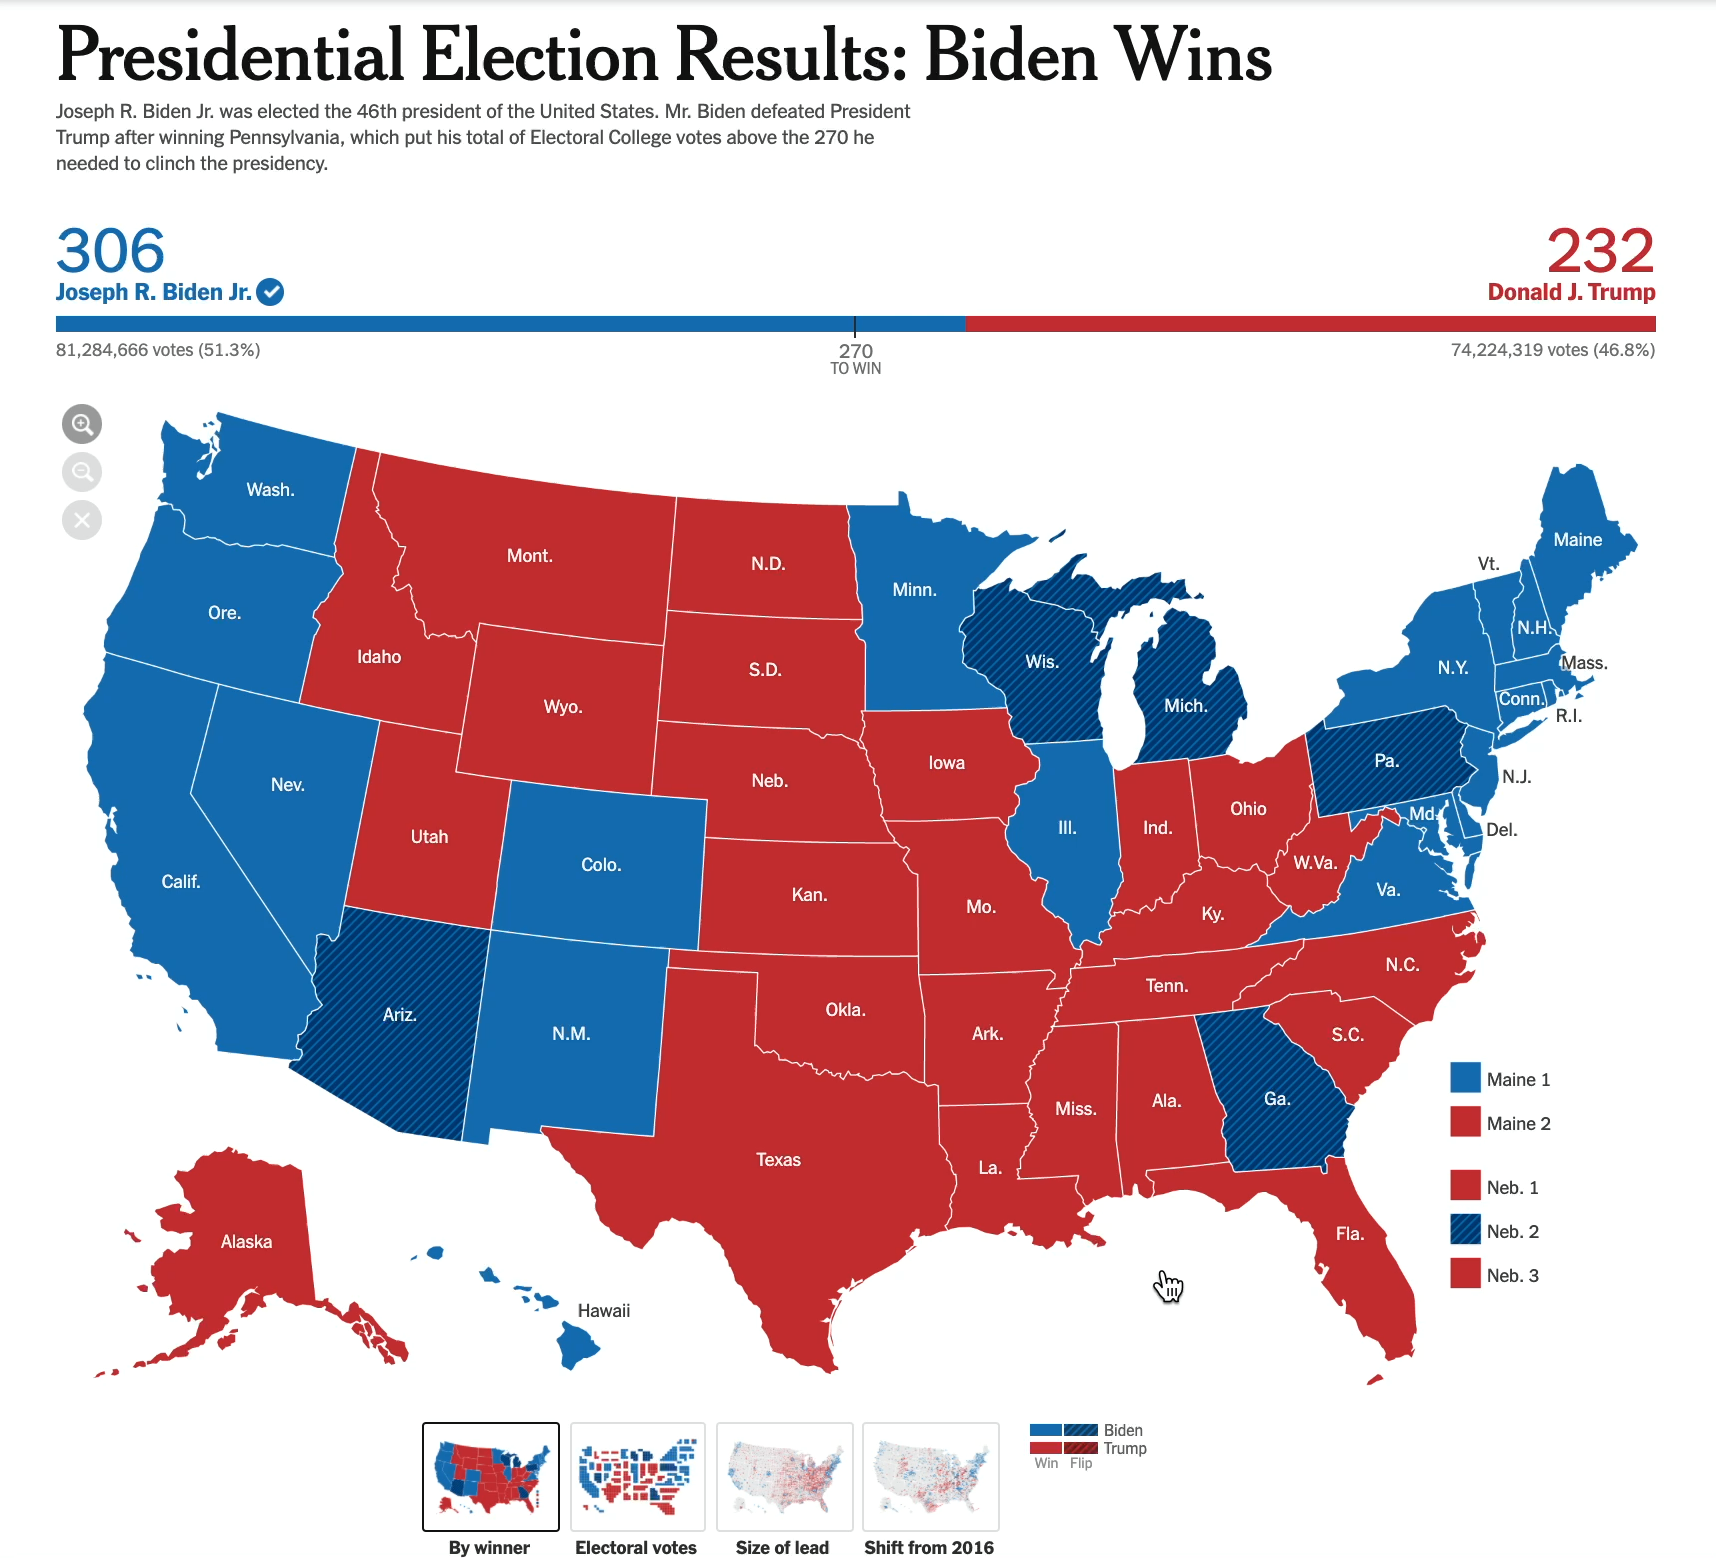 Presidential Election Results: Biden Wins
Joseph R. Biden Jr. was elected the 46th president of the United States. Mr. Biden defeated President
Trump after winning Pennsylvania, which put his total of Electoral College votes above the 270 he
needed to clinch the presidency.
306
232
Joseph R. Biden Jr.
Donald J. Trump
81,284,666 votes (51.3%)
270
TO WIN
74,224,319 votes (46.8%)
Wash.
Mont.
N.D.
Minn.
Maine
Vt.
Ore.
Idaho
S.D.
Wis.
N.H.
N.Y.
Mass.
Wyo.
Mich.
Conn.
R.I.
Nev.
Neb.
Iowa
Pa.
N.J.
Utah
Colo.
Ill.
Ind.
Ohio
Md.
Del.
Calif.
Kan.
Mo.
W.Va.
Va.
Ky.
Ariz.
N.M.
Okla.
Tenn.
N.C.
Ark.
S.C.
Miss.
Ala.
Ga.
Texas
La.
Fla.
Alaska
Hawaii
Maine 1
Maine 2
Neb. 1
Neb. 2
Neb. 3
Biden
Trump
Win Flip
By winner
Electoral votes
Size of lead
Shift from 2016